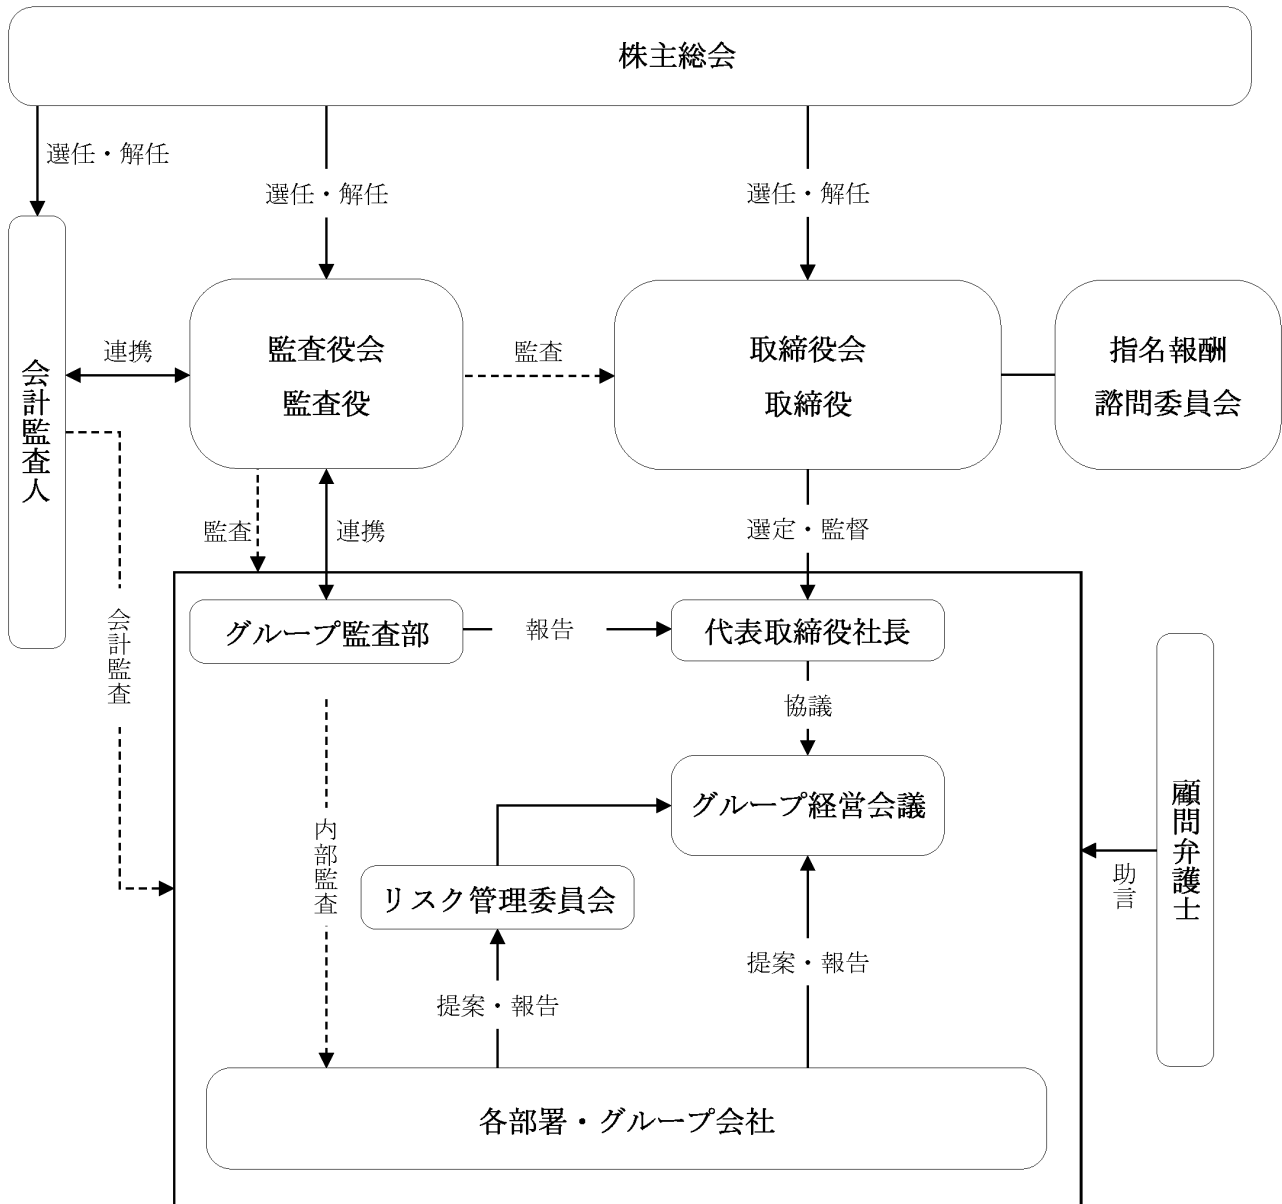 株主総会
選任・解任
選任・解任
選任・解任
会計監査人
連携
監査役会
監査役
監査
取締役会
取締役
指名報酬
諮問委員会
監査
連携
選定・監督
会計監査
グループ監査部
報告
代表取締役社長
協議
グループ経営会議
内部監査
リスク管理委員会
提案・報告
提案・報告
助言
顧問弁護士
各部署・グループ会社